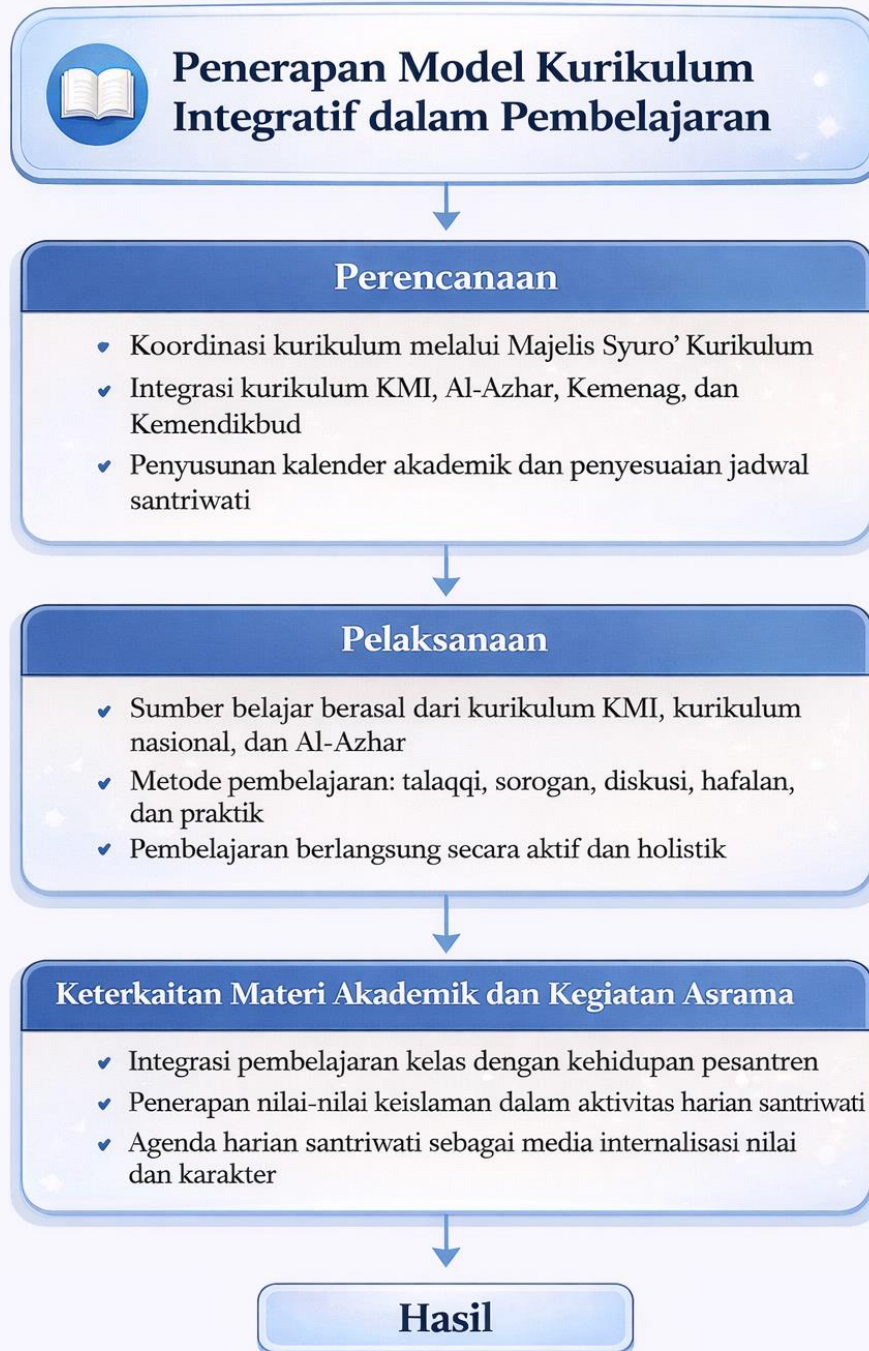 Penerapan Model Kurikulum
Integratif dalam Pembelajaran
Perencanaan
Koordinasi kurikulum melalui Majelis Syuro’ Kurikulum
Integrasi kurikulum KMI, Al-Azhar, Kemenag, dan
Kemendikbud
Penyusunan kalender akademik dan penyesuaian jadwal
santriwati
Pelaksanaan
Sumber belajar berasal dari kurikulum KMI, kurikulum
nasional, dan Al-Azhar
Metode pembelajaran: talaqqi, sorogan, diskusi, hafalan,
dan praktik
Pembelajaran berlangsung secara aktif dan holistik
Keterkaitan Materi Akademik dan Kegiatan Asrama
Integrasi pembelajaran kelas dengan kehidupan pesantren
Penerapan nilai-nilai keislaman dalam aktivitas harian santriwati
Agenda harian santriwati sebagai media internalisasi nilai
dan karakter
Hasil